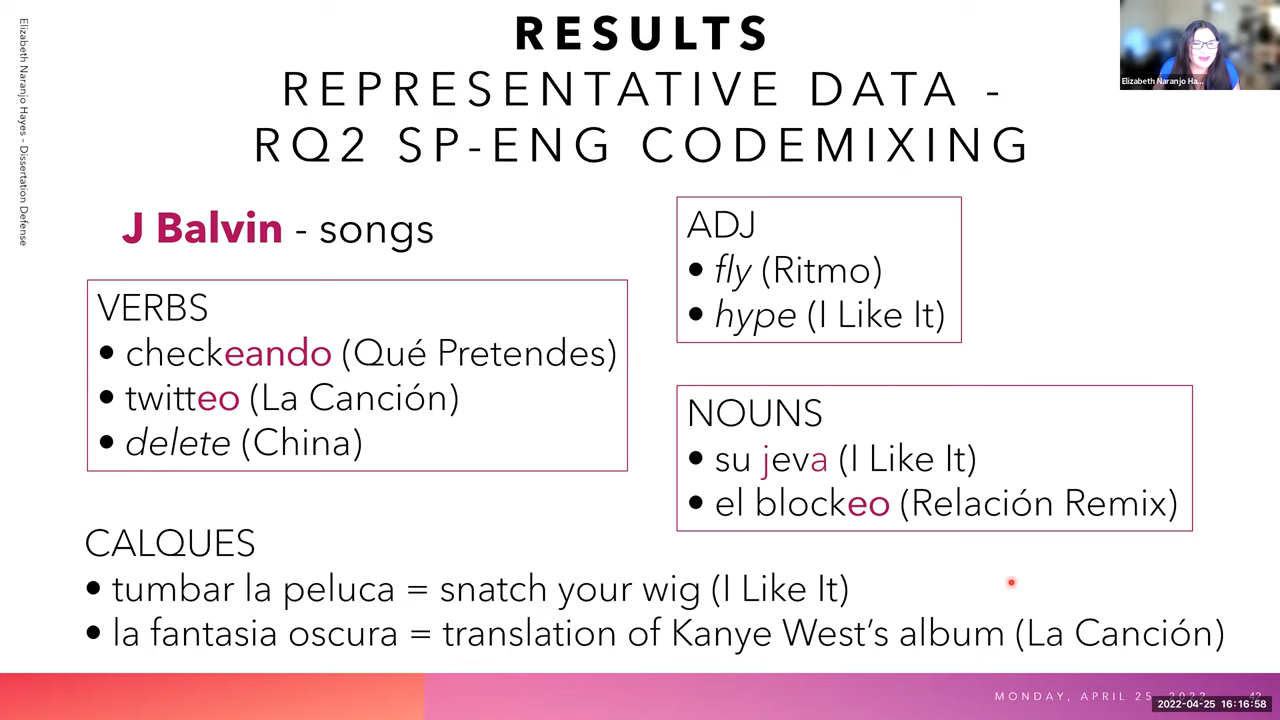 Elizabeth Naranjo Hayes - Dissertation Defense
RESULTS
REPRESENTATIVE DATA -
RQ2 SP-ENG CODEMIXING
Elizabeth Naranjo Ha...
J Balvin - songs
VERBS
• checkeando (Qué Pretendes)
• twitteo (La Canción)
• delete (China)
ADJ
• fly (Ritmo)
• hype (I Like It)
NOUNS
• su jeva (I Like It)
• el blockeo (Relación Remix)
CALQUES
• tumbar la peluca = snatch your wig (I Like It)
• la fantasia oscura = translation of Kanye West's album (La Canción)
MONDAY, APRIL 25, 2022 42
2022-04-25 16:16:58